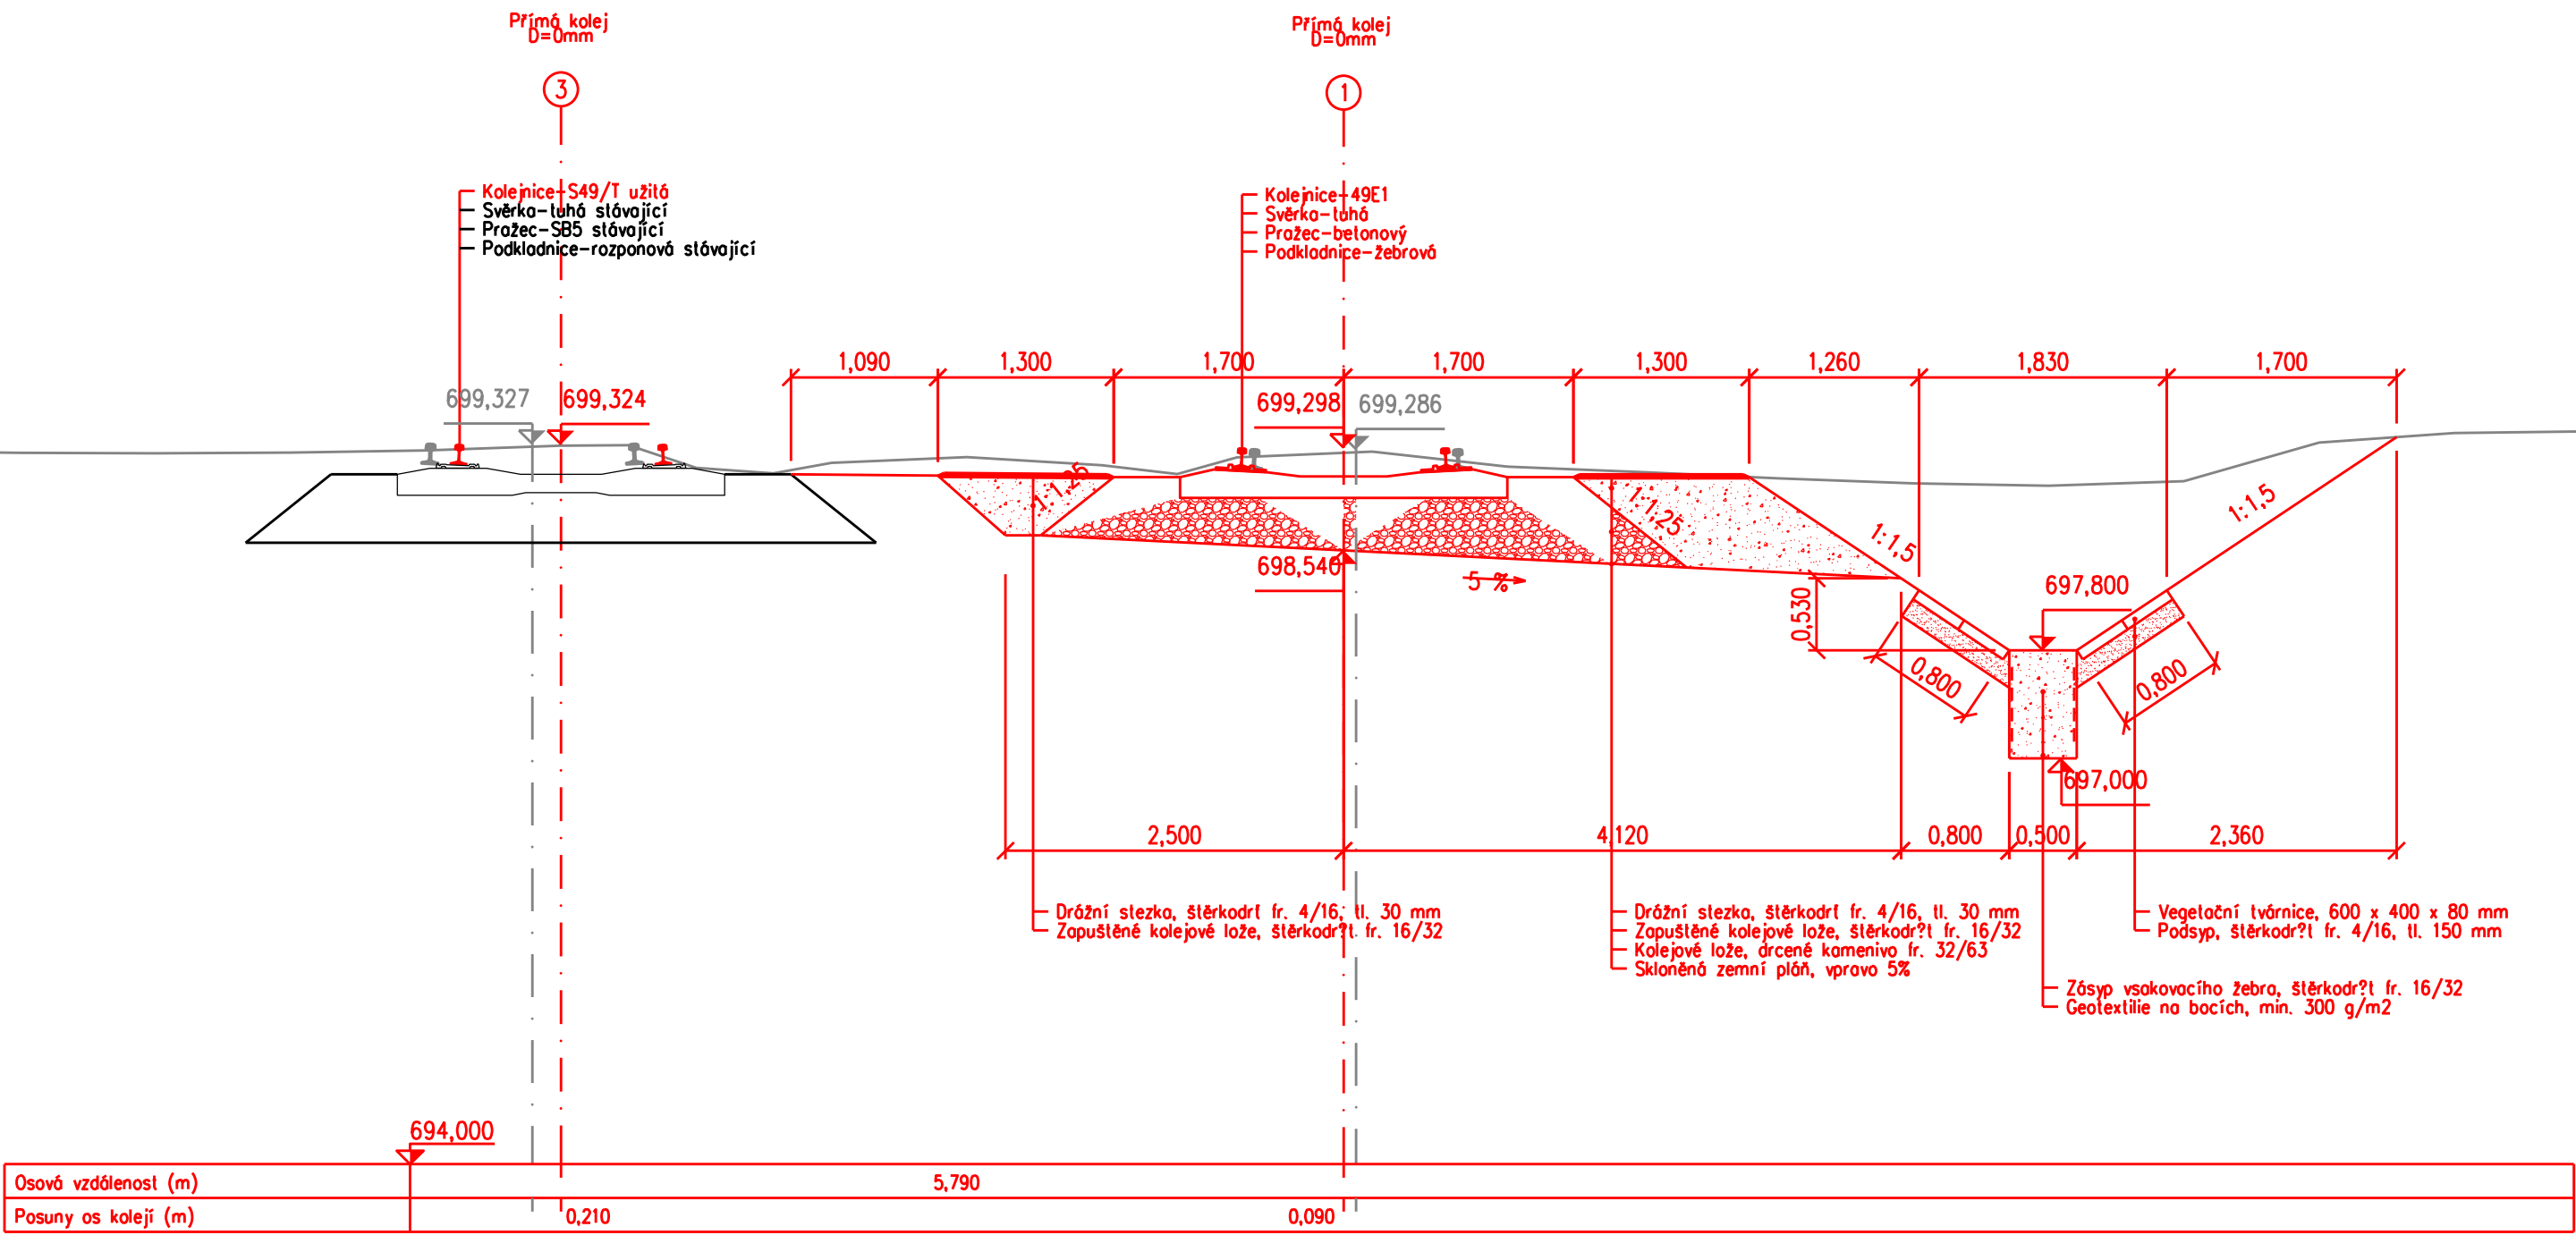 Přímá kolej
D=0mm
3
Přímá kolej
D=0mm
1
Kolejnice-S49/T užitá
Svěrka-tuhá stávající
Pražec-SB5 stávající
Podkladnice-rozponová stávající
Kolejnice-49E1
Svěrka-tuhá
Pražec-betonový
Podkladnice-žebrová
1,090
1,300
1,700
1,700
1,300
1,260
1,830
1,700
699,327
699,324
699,298
699,286
1:1,25
1:1,25
1:1,5
1:1,5
698,540
5 %
0,530
697,800
0,800
0,800
697,000
2,500
4,120
0,800
0,500
2,360
Drážní stezka, štěrkodrť fr. 4/16, tl. 30 mm
Zapuštěné kolejové lože, štěrkodr?t fr. 16/32
Drážní stezka, štěrkodrť fr. 4/16, tl. 30 mm
Zapuštěné kolejové lože, štěrkodr?t fr. 16/32
Kolejové lože, drcené kamenivo fr. 32/63
Skloněná zemní pláň, vpravo 5%
Vegetační tvárnice, 600 x 400 x 80 mm
Podsyp, štěrkodr?t fr. 4/16, tl. 150 mm
Zásyp vsakovacího žebra, štěrkodr?t fr. 16/32
Geotextilie na bocích, min. 300 g/m2
694,000
Osová vzdálenost (m)
5,790
Posuny os kolejí (m)
0,210
0,090